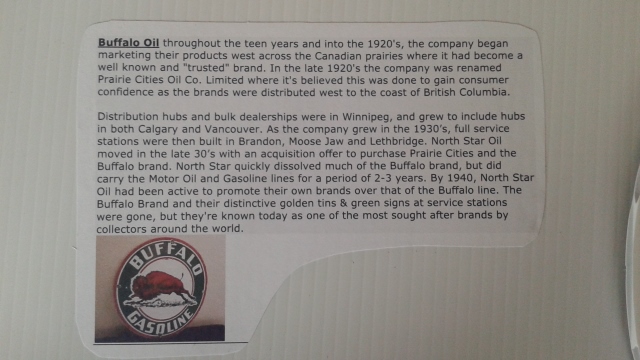 Buffalo Oil throughout the teen years and into the 1920's, the company began
marketing their products west across the Canadian prairies where it had become a
well known and "trusted" brand. In the late 1920's the company was renamed
Prairie Cities Oil Co. Limited where it's believed this was done to gain consumer
confidence as the brands were distributed west to the coast of British Columbia.
Distribution hubs and bulk dealerships were in Winnipeg, and grew to include hubs
in both Calgary and Vancouver. As the company grew in the 1930's, full service
stations were then built in Brandon, Moose Jaw and Lethbridge. North Star Oil
moved in the late 30's with an acquisition offer to purchase Prairie Cities and the
Buffalo brand. North Star quickly dissolved much of the Buffalo brand, but did
carry the Motor Oil and Gasoline lines for a period of 2-3 years. By 1940, North Star
Oil had been active to promote their own brands over that of the Buffalo line. The
Buffalo Brand and their distinctive golden tins & green signs at service stations
were gone, but they're known today as one of the most sought after brands by
collectors around the world.
BUFFALO
GASOLINE